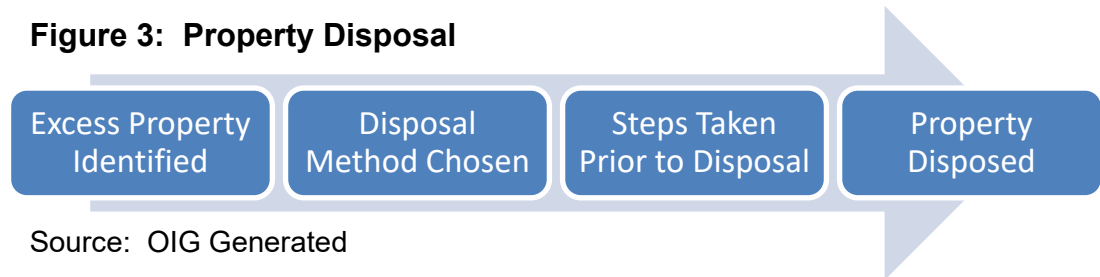 Figure 3:  Property Disposal
Excess Property
Identified
Disposal
Method Chosen
Steps Taken
Prior to Disposal
Property
Disposed
Source:  OIG Generated